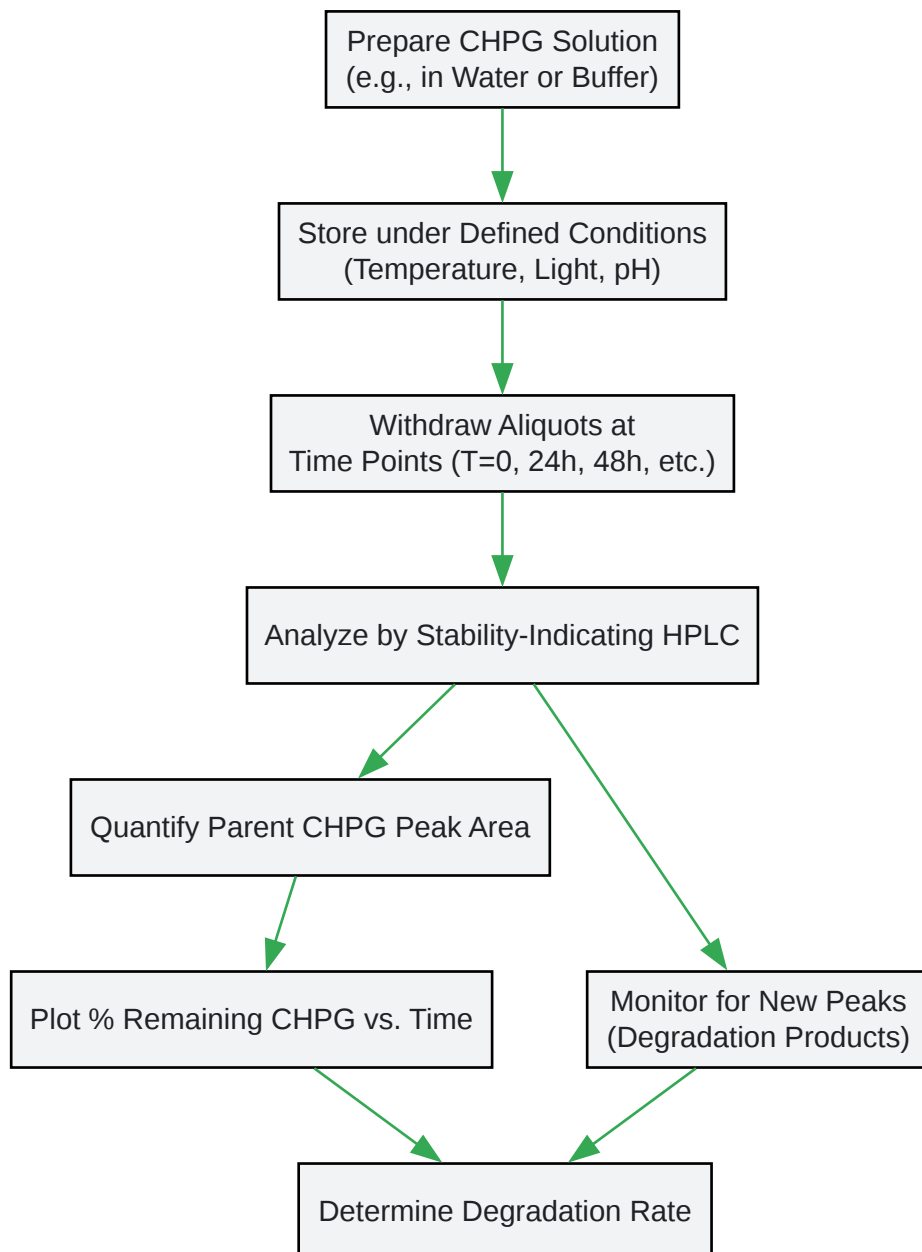 Prepare CHPG Solution
(e.g., in Water or Buffer)
Store under Defined Conditions
(Temperature, Light, pH)
Withdraw Aliquots at
Time Points (T=0, 24h, 48h, etc.)
Analyze by Stability-Indicating HPLC
Quantify Parent CHPG Peak Area
Plot % Remaining CHPG vs. Time
Monitor for New Peaks
(Degradation Products)
Determine Degradation Rate